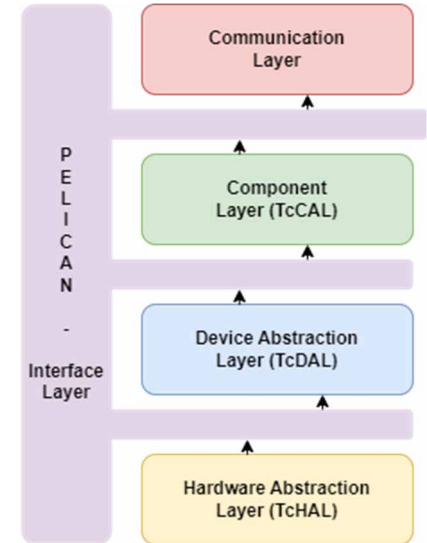 Communication
Layer
P
E
L
I
C
A
N
-
Interface
Layer
Component
Layer (TcCAL)
Device Abstraction
Layer (TcDAL)
Hardware Abstraction
Layer (TcHAL)